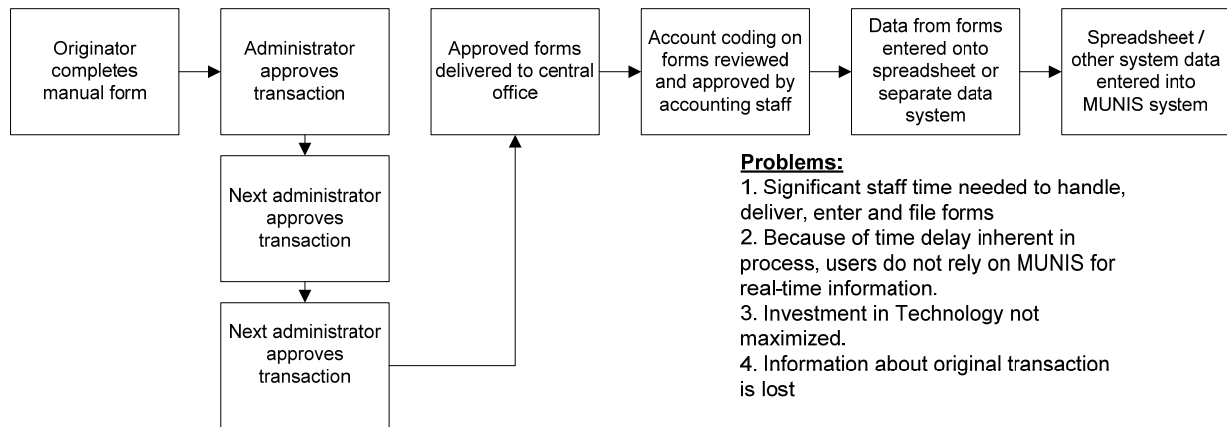 Originator
completes
manual form
Administrator
approves
transaction
Next administrator
approves
transaction
Next administrator
approves
transaction
Approved forms
delivered to central
office
Account coding on
forms reviewed
and approved by
accounting staff
Data from forms
entered onto
spreadsheet or
separate data
system
Spreadsheet /
other system data
entered into
MUNIS system
Problems:
1. Significant staff time needed to handle,
deliver, enter and file forms
2. Because of time delay inherent in
process, users do not rely on MUNIS for
real-time information.
3. Investment in Technology not
maximized.
4. Information about original transaction
is lost